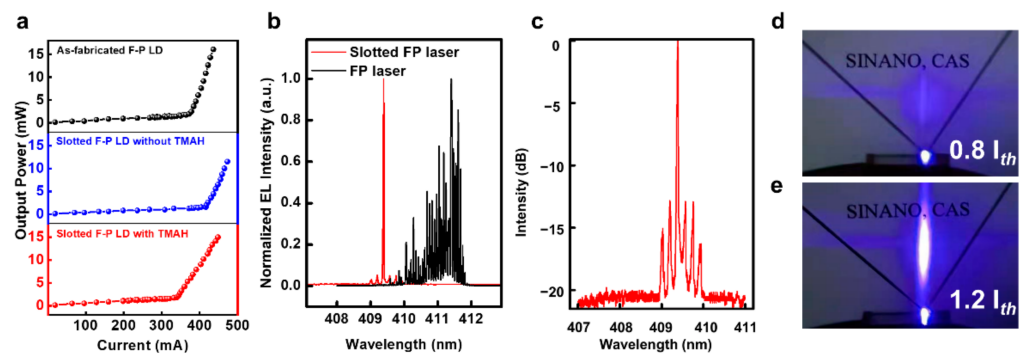 a
Output Power (mW)
As-fabricated F-P LD
15
10
5
0
Slotted F-P LD without TMAH
15
10
5
0
Slotted F-P LD with TMAH
15
10
5
0
100 200 300 400 500
Current (mA)
b
Normalized EL Intensity (a.u.)
Slotted FP laser
FP laser
1.0
0.8
0.6
0.4
0.2
0.0
408 409 410 411 412
Wavelength (nm)
c
Intensity (dB)
0
−5
−10
−15
−20
407 408 409 410 411
Wavelength (nm)
d
SINANO, CAS
0.8 Ith
e
SINANO, CAS
1.2 Ith